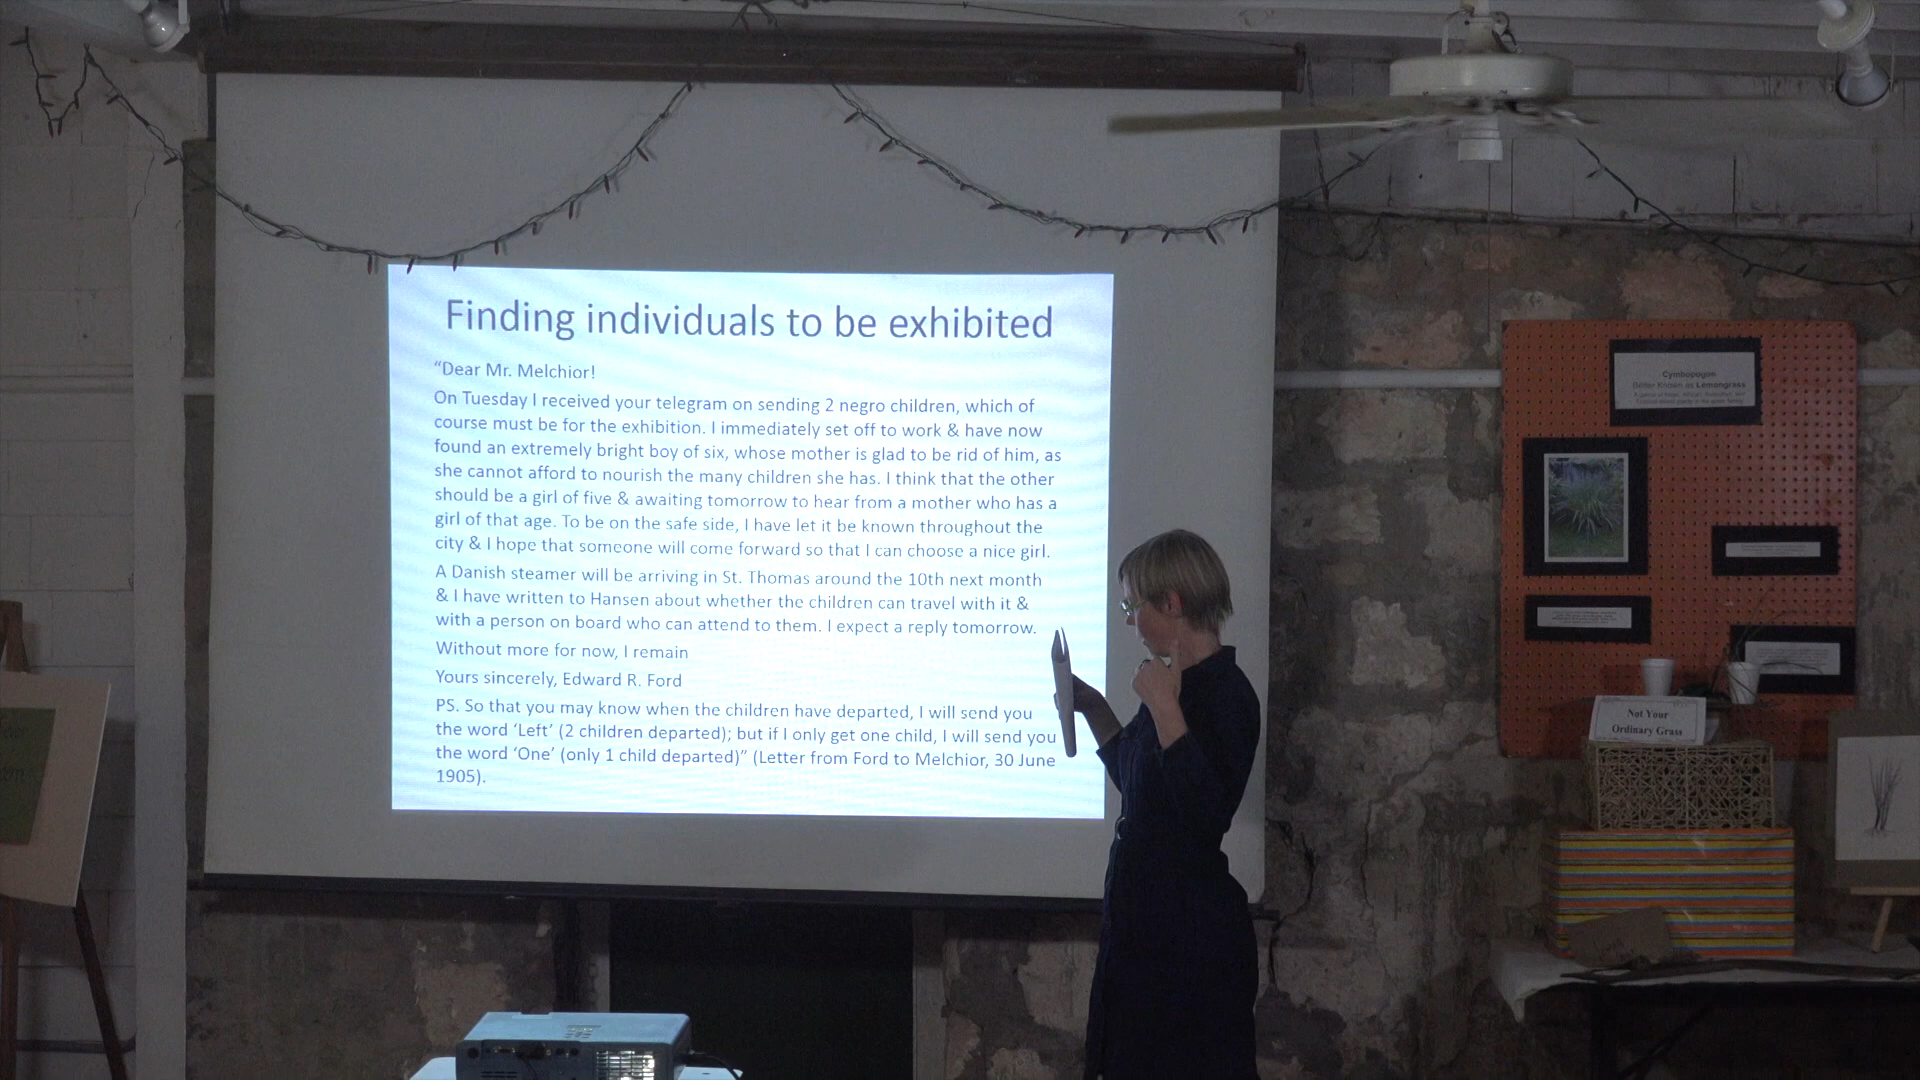 Finding individuals to be exhibited
“Dear Mr. Melchior!
On Tuesday I received your telegram on sending 2 negro children, which of
course must be for the exhibition. I immediately set off to work & have now
found an extremely bright boy of six, whose mother is glad to be rid of him, as
she cannot afford to nourish the many children she has. I think that the other
should be a girl of five & awaiting tomorrow to hear from a mother who has a
girl of that age. To be on the safe side, I have let it be known throughout the
city & I hope that someone will come forward so that I can choose a nice girl.
A Danish steamer will be arriving in St. Thomas around the 10th next month
& I have written to Hansen about whether the children can travel with it &
with a person on board who can attend to them. I expect a reply tomorrow.
Without more for now, I remain
Yours sincerely, Edward R. Ford
PS. So that you may know when the children have departed, I will send you
the word ‘Left’ (2 children departed); but if I only get one child, I will send you
the word ‘One’ (only 1 child departed)” (Letter from Ford to Melchior, 30 June
1905).
Cymbopogon
Better Known as Lemongrass
Not Your
Ordinary Grass